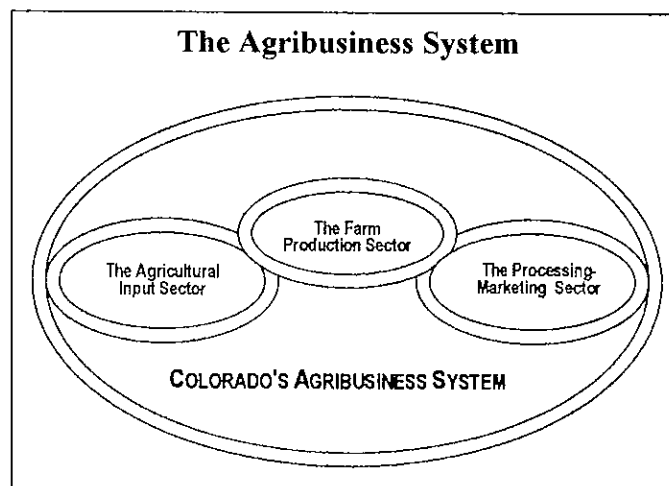 The Agribusiness System
The Farm
Production Sector
The Agricultural
Input Sector
The Processing-
Marketing Sector
COLORADO'S AGRIBUSINESS SYSTEM